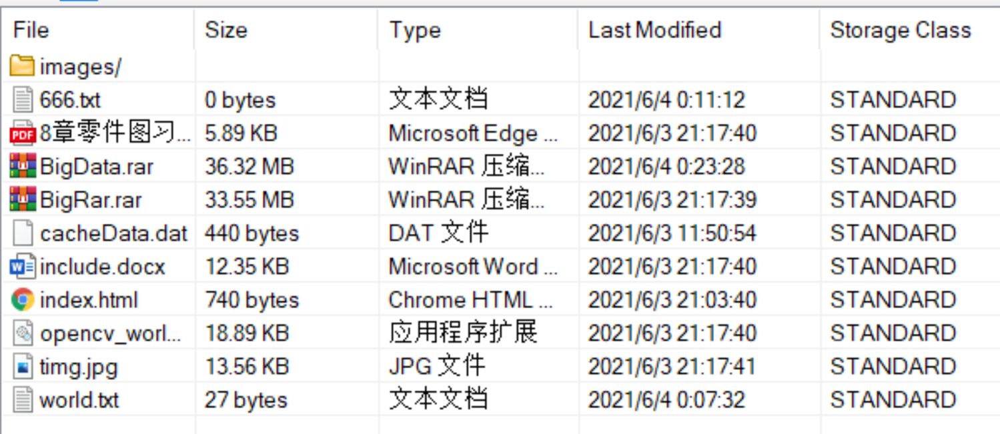 File Size Type Last Modified Storage Class
images/
666.txt 0 bytes 文本文档 2021/6/4 0:11:12 STANDARD
PDF 8章零件图习... 5.89 KB Microsoft Edge ... 2021/6/3 21:17:40 STANDARD
BigData.rar 36.32 MB WinRAR 压缩... 2021/6/4 0:23:28 STANDARD
BigRar.rar 33.55 MB WinRAR 压缩... 2021/6/3 21:17:39 STANDARD
cacheData.dat 440 bytes DAT 文件 2021/6/3 11:50:54 STANDARD
W include.docx 12.35 KB Microsoft Word ... 2021/6/3 21:17:40 STANDARD
index.html 740 bytes Chrome HTML ... 2021/6/3 21:03:40 STANDARD
opencv_worl... 18.89 KB 应用程序扩展 2021/6/3 21:17:40 STANDARD
timg.jpg 13.56 KB JPG 文件 2021/6/3 21:17:41 STANDARD
world.txt 27 bytes 文本文档 2021/6/4 0:07:32 STANDARD